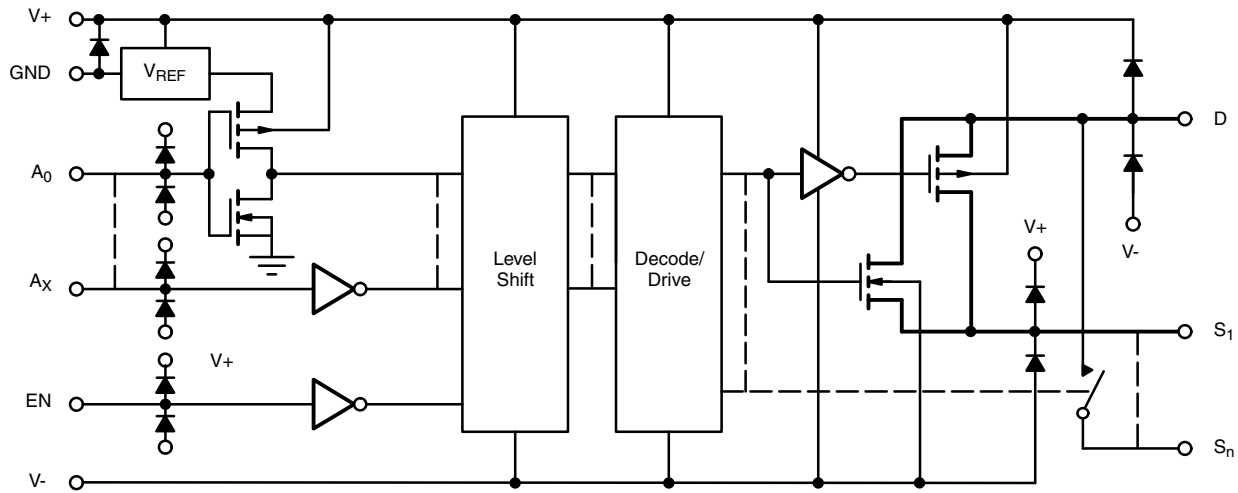 V+
GND
VREF
D
A0
Level
Shift
Decode/
Drive
V+
V-
AX
S1
V+
EN
Sn
V-